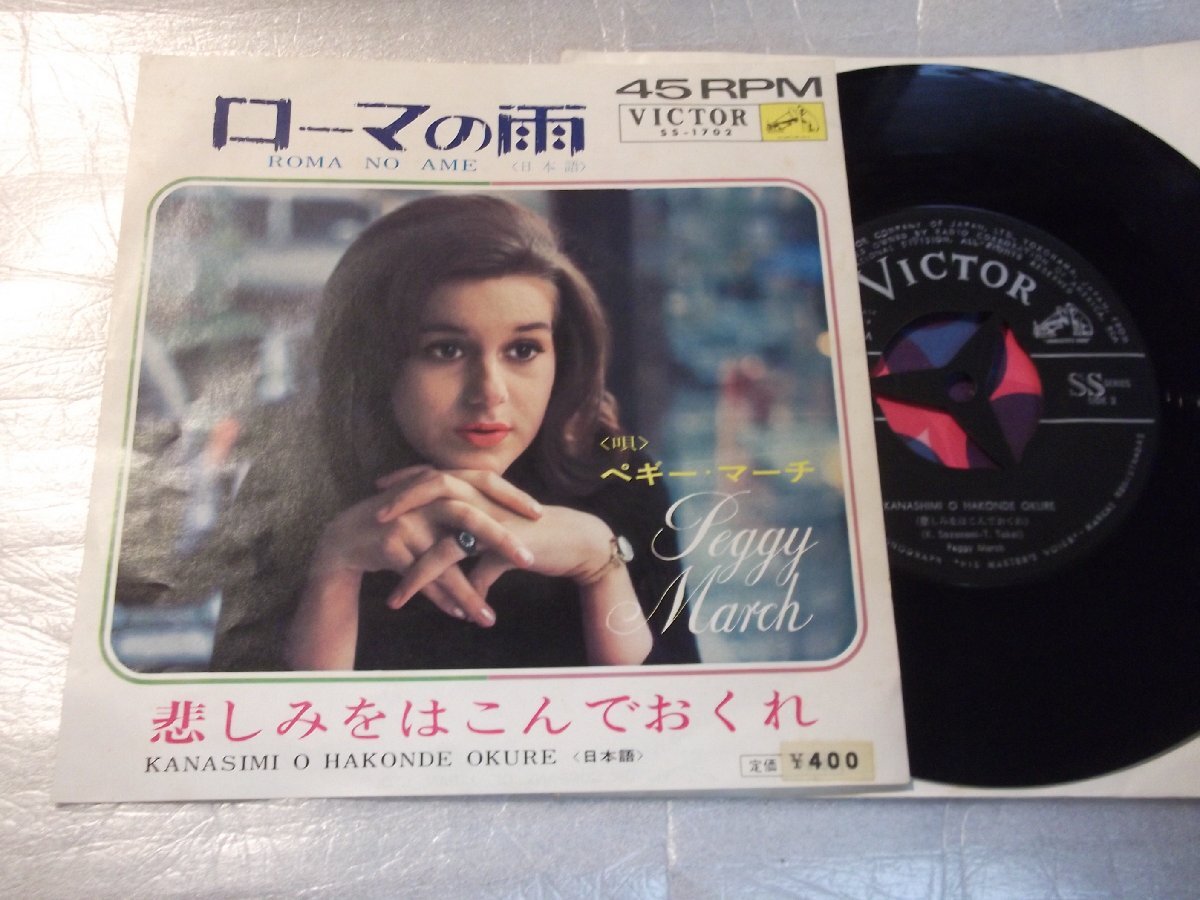 45 RPM
ローマの雨
VICTOR
SS-1702
ROMA NO AME 〈日本語〉
〈唄〉
ペギー・マーチ
Peggy
March
悲しみをはこんでおくれ
KANASIMI O HAKONDE OKURE 〈日本語〉
定価 ¥400
VICTOR
SS SERIES
KANASHIMI O HAKONDE OKURE
(悲しみをはこんでおくれ)
Peggy March